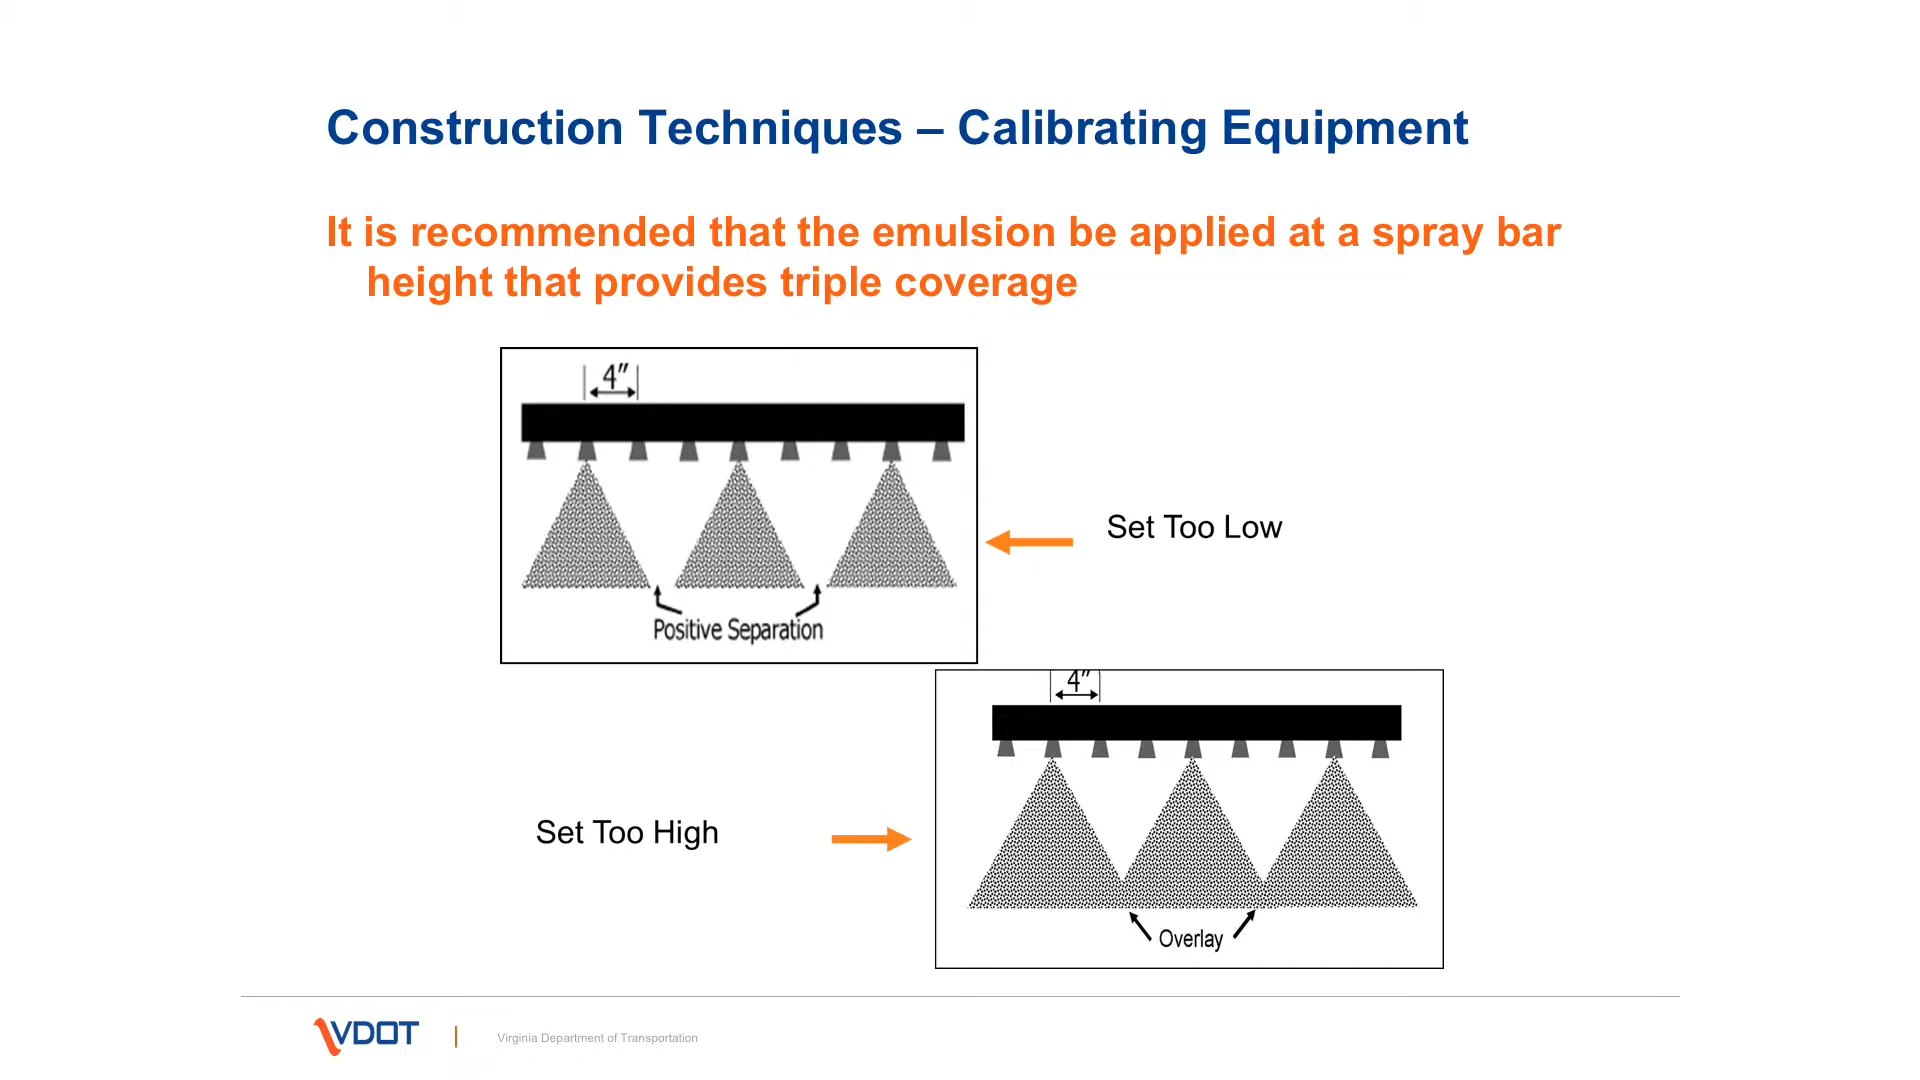 Construction Techniques – Calibrating Equipment
It is recommended that the emulsion be applied at a spray bar
height that provides triple coverage
4”
Set Too Low
Positive Separation
4”
Set Too High
Overlay
VDOT
Virginia Department of Transportation